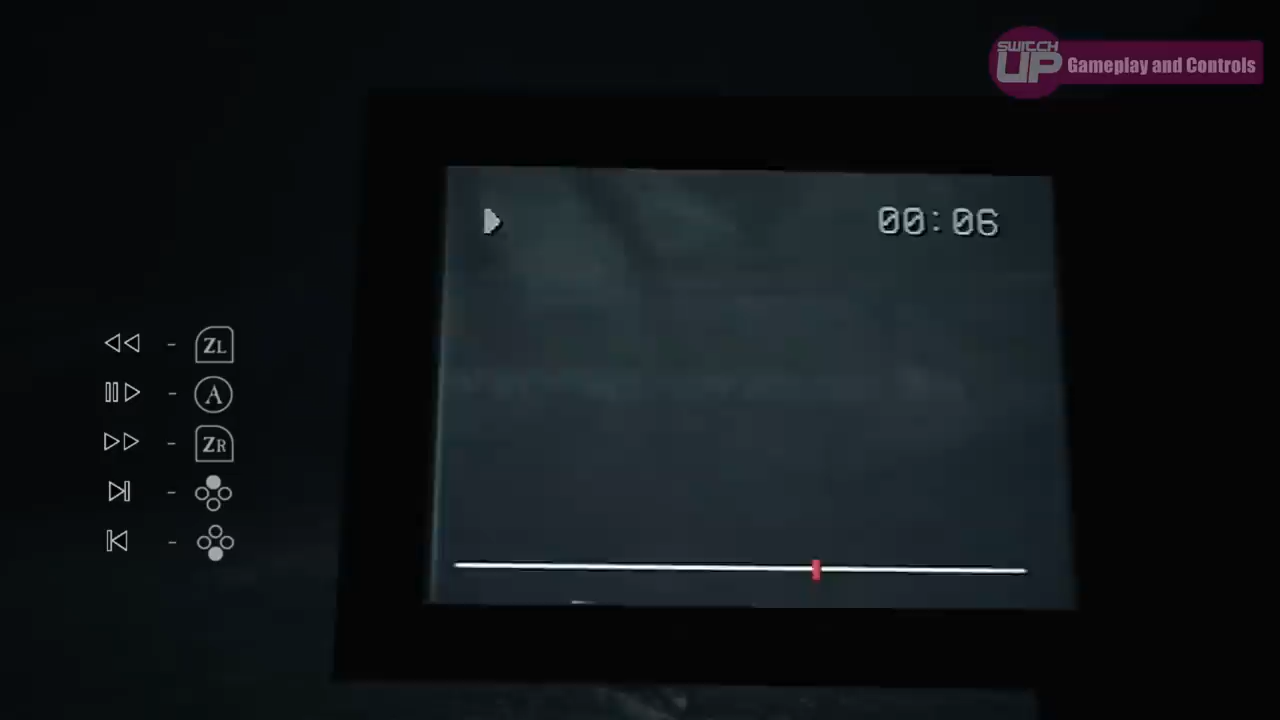 SWITCH
UP Gameplay and Controls
00:06
- ZL
- A
- ZR
-
-